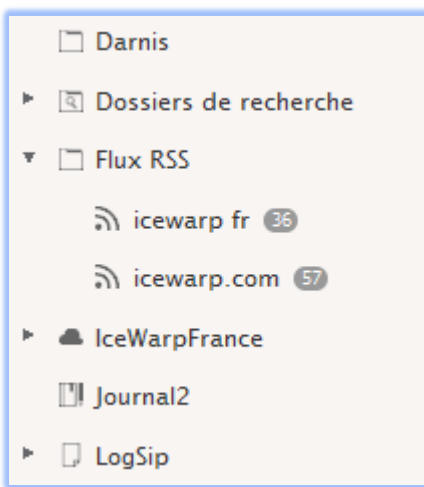 Darnis
Dossiers de recherche
Flux RSS
icewarp fr 36
icewarp.com 57
IceWarpFrance
Journal2
LogSip